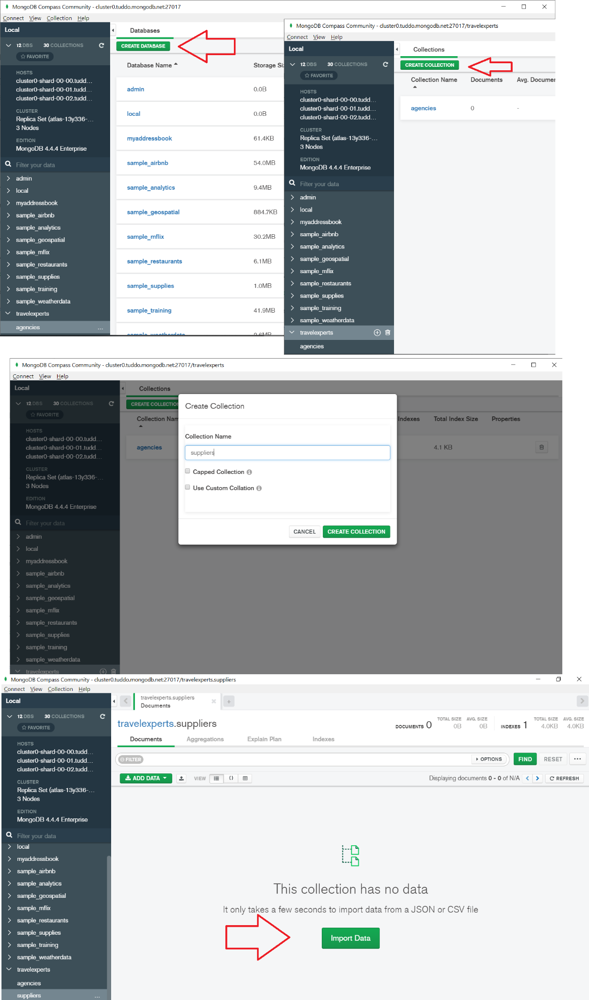 MongoDB Compass Community - cluster0.tuddo.mongodb.net:27017
Connect View Collection Help
Local
12 DBS 30 COLLECTIONS
FAVORITE
HOSTS
cluster0-shard-00-00.tudd...
cluster0-shard-00-01.tudd...
cluster0-shard-00-02.tudd...
CLUSTER
Replica Set (atlas-13y336-...
3 Nodes
EDITION
MongoDB 4.4.4 Enterprise
Filter your data
admin
local
myaddressbook
sample_airbnb
sample_analytics
sample_geospatial
sample_mflix
sample_restaurants
sample_supplies
sample_training
sample_weatherdata
travelexperts
agencies ...
Databases
CREATE DATABASE
Database Name Storage Siz
admin 0.0B
local 0.0B
myaddressbook 61.4KB
sample_airbnb 54.0MB
sample_analytics 9.4MB
sample_geospatial 884.7KB
sample_mflix 30.2MB
sample_restaurants 6.1MB
sample_supplies 1.0MB
sample_training 41.9MB
sample_weatherdata 2.6MB
MongoDB Compass Community - cluster0.tuddo.mongodb.net:27017/travelexperts
Connect View Help
Local
12 DBS 30 COLLECTIONS
FAVORITE
HOSTS
cluster0-shard-00-00.tudd...
cluster0-shard-00-01.tudd...
cluster0-shard-00-02.tudd...
CLUSTER
Replica Set (atlas-13y336-...
3 Nodes
EDITION
MongoDB 4.4.4 Enterprise
Filter your data
admin
local
myaddressbook
sample_airbnb
sample_analytics
sample_geospatial
sample_mflix
sample_restaurants
sample_supplies
sample_training
sample_weatherdata
travelexperts
agencies
Collections
CREATE COLLECTION
Collection Name Documents Avg. Documen
agencies 0 -
MongoDB Compass Community - cluster0.tuddo.mongodb.net:27017/travelexperts
Connect View Help
Local
12 DBS 30 COLLECTIONS
FAVORITE
HOSTS
cluster0-shard-00-00.tudd...
cluster0-shard-00-01.tudd...
cluster0-shard-00-02.tudd...
CLUSTER
Replica Set (atlas-13y336-...
3 Nodes
EDITION
MongoDB 4.4.4 Enterprise
Filter your data
admin
local
myaddressbook
sample_airbnb
sample_analytics
sample_geospatial
sample_mflix
sample_restaurants
sample_supplies
sample_training
sample_weatherdata
travelexperts
Collections
CREATE COLLECTION
Collection Nam Indexes Total Index Size Properties
agencies 4.1 KB
Create Collection
Collection Name
suppliers
Capped Collection
Use Custom Collation
CANCEL CREATE COLLECTION
MongoDB Compass Community - cluster0.tuddo.mongodb.net:27017/travelexperts.suppliers
Connect View Collection Help
Local
12 DBS 30 COLLECTIONS
FAVORITE
HOSTS
cluster0-shard-00-00.tudd...
cluster0-shard-00-01.tudd...
cluster0-shard-00-02.tudd...
CLUSTER
Replica Set (atlas-13y336-...
3 Nodes
EDITION
MongoDB 4.4.4 Enterprise
Filter your data
local
myaddressbook
sample_airbnb
sample_analytics
sample_geospatial
sample_mflix
sample_restaurants
sample_supplies
sample_training
sample_weatherdata
travelexperts
agencies
suppliers ...
travelexperts.suppliers
Documents
travelexperts.suppliers
DOCUMENTS 0 TOTAL SIZE 0B AVG. SIZE 0B INDEXES 1 TOTAL SIZE 4.0KB AVG. SIZE 4.0KB
Documents Aggregations Explain Plan Indexes
FILTER OPTIONS FIND RESET ...
ADD DATA VIEW {} Displaying documents 0 - 0 of N/A REFRESH
This collection has no data
It only takes a few seconds to import data from a JSON or CSV file
Import Data